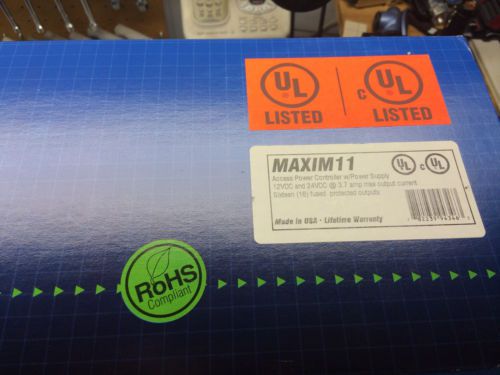 UL
LISTED
c UL
LISTED
MAXIM11
UL c UL
Access Power Controller w/Power Supply
12VDC and 24VDC @ 3.7 amp max output current
Sixteen (16) fused protected outputs
Made in USA - Lifetime Warranty
RoHS
Compliant